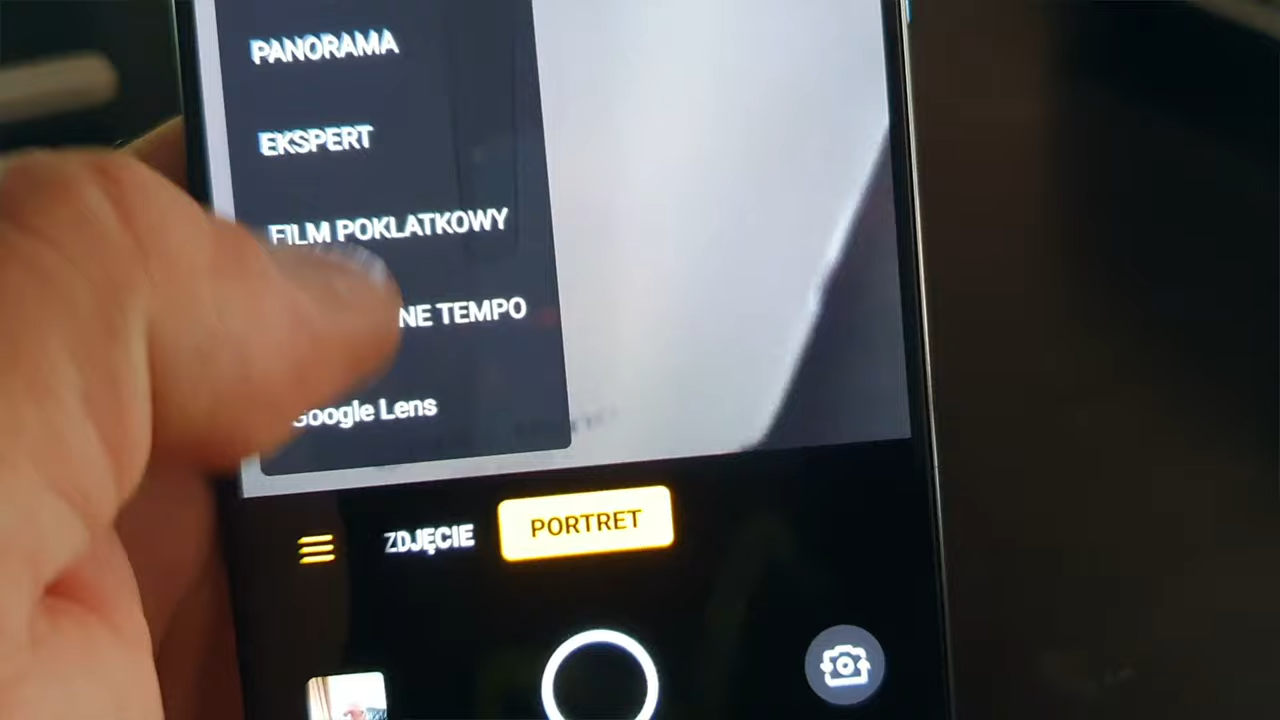 PANORAMA
EKSPERT
FILM POKLATKOWY
NE TEMPO
Google Lens
ZDJĘCIE
PORTRET